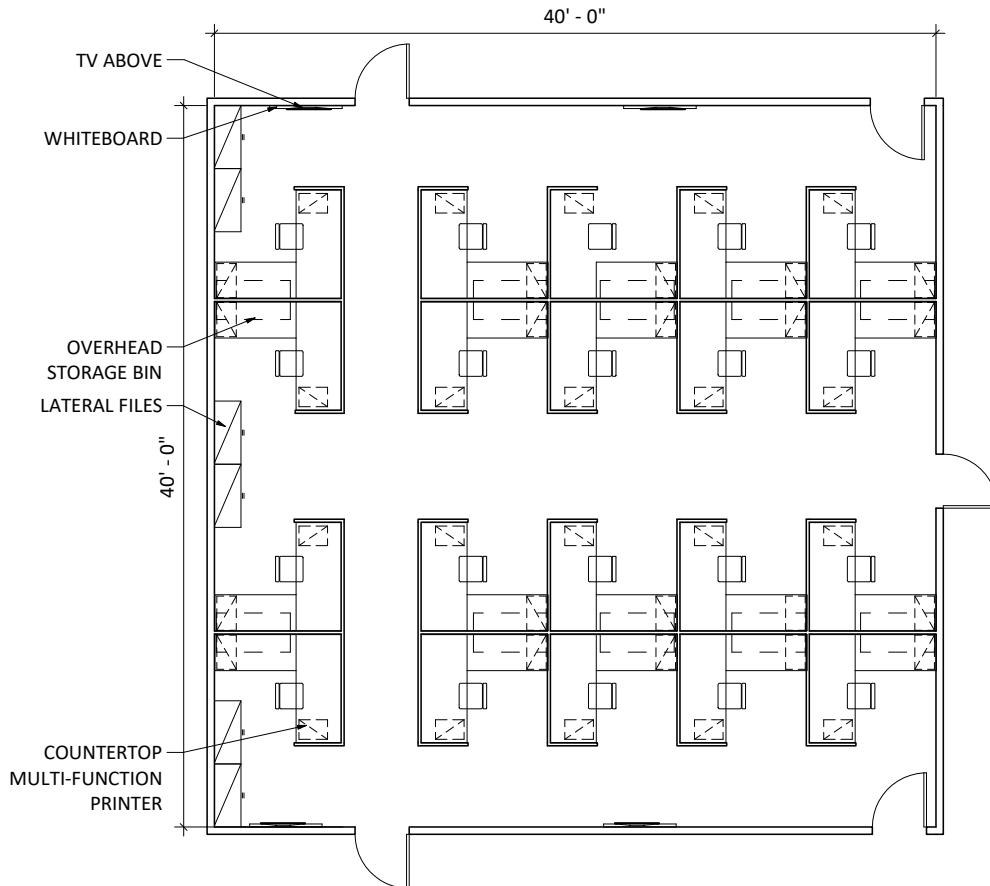 40' - 0"
TV ABOVE
WHITEBOARD
OVERHEAD
STORAGE BIN
LATERAL FILES
40' - 0"
COUNTERTOP
MULTI-FUNCTION
PRINTER